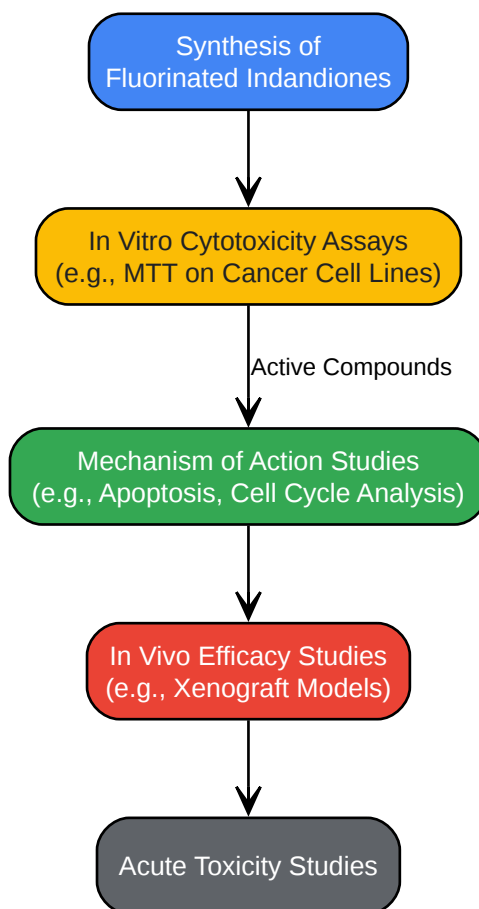 Synthesis of
Fluorinated Indandiones
In Vitro Cytotoxicity Assays
(e.g., MTT on Cancer Cell Lines)
Active Compounds
Mechanism of Action Studies
(e.g., Apoptosis, Cell Cycle Analysis)
In Vivo Efficacy Studies
(e.g., Xenograft Models)
Acute Toxicity Studies